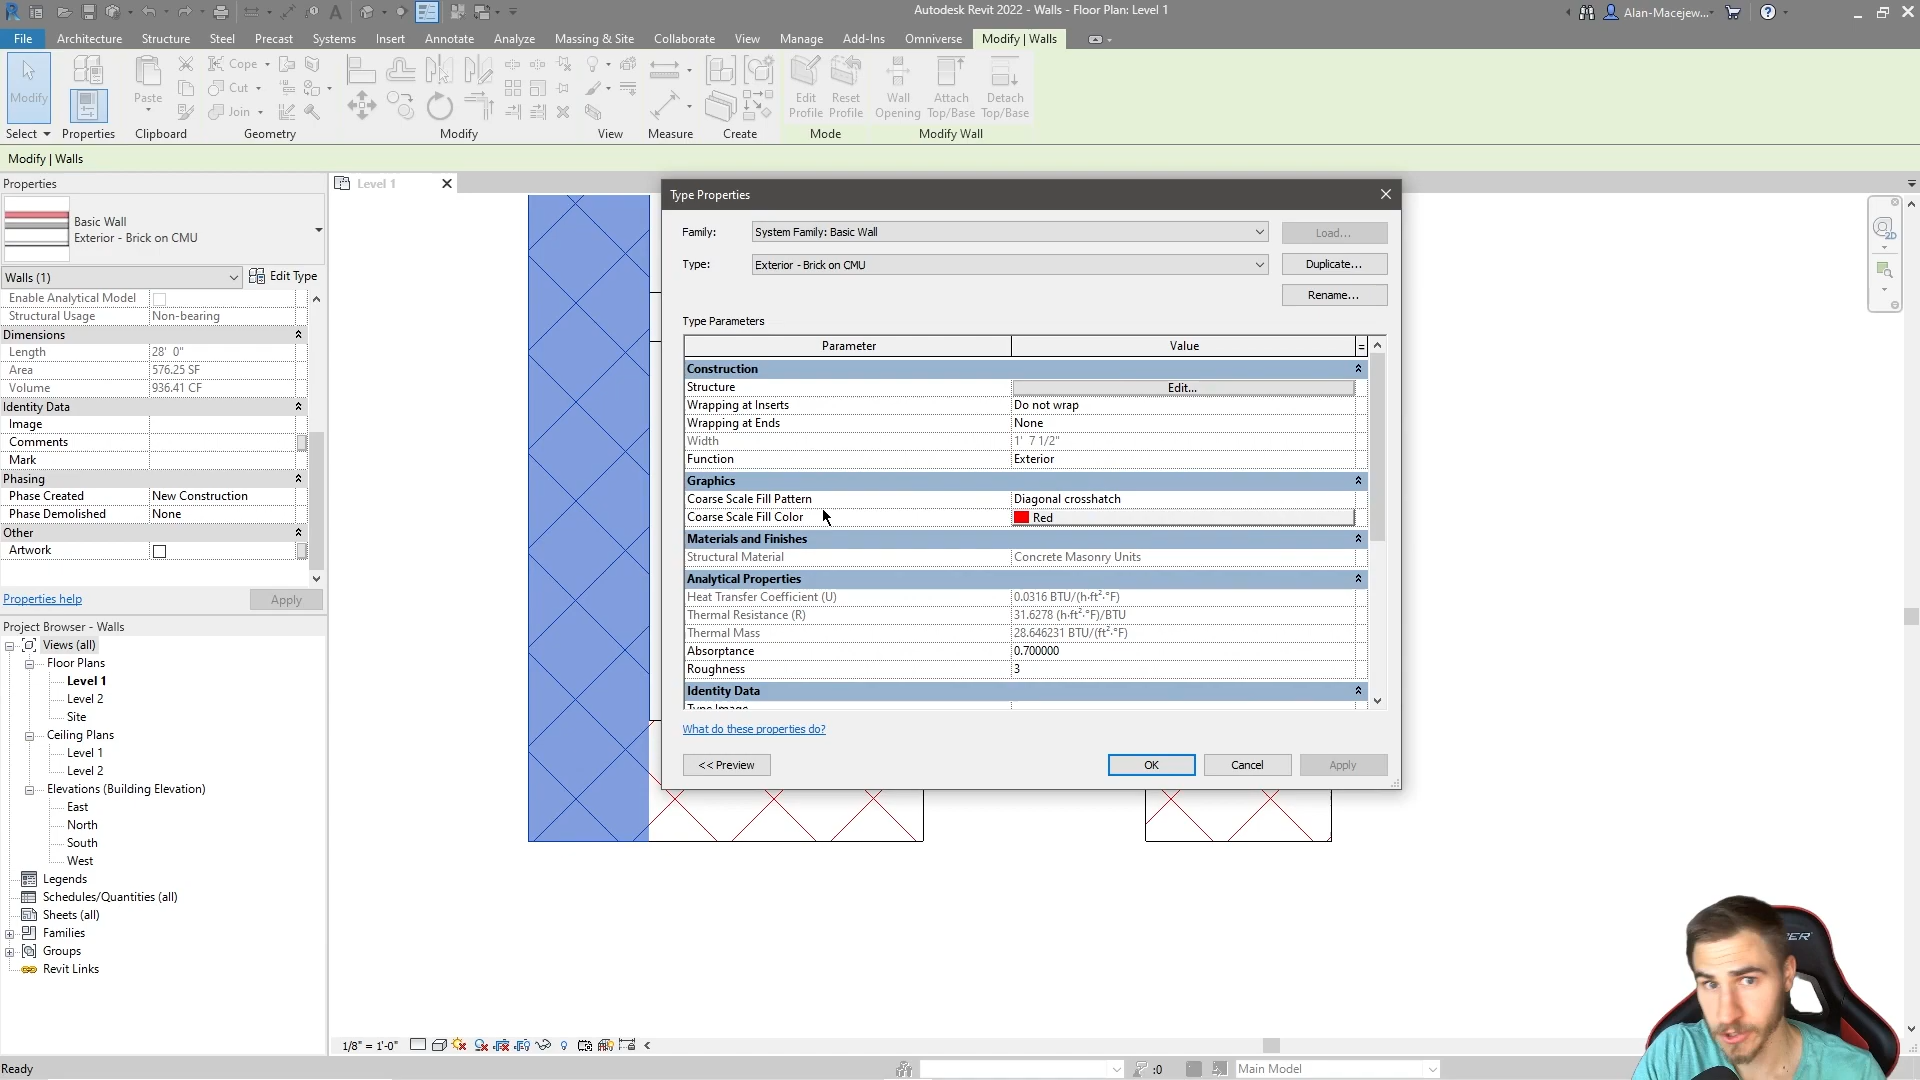 Autodesk Revit 2022 - Walls - Floor Plan: Level 1
Alan-Macejew...
File Architecture Structure Steel Precast Systems Insert Annotate Analyze Massing & Site Collaborate View Manage Add-Ins Omniverse Modify | Walls
Cope
Cut
Join
Modify
Paste
Edit Profile
Reset Profile
Wall Opening
Attach Top/Base
Detach Top/Base
Select Properties Clipboard Geometry Modify View Measure Create Mode Modify Wall
Modify | Walls
Properties
Basic Wall
Exterior - Brick on CMU
Walls (1) Edit Type
Enable Analytical Model
Structural Usage Non-bearing
Dimensions
Length 28' 0"
Area 576.25 SF
Volume 936.41 CF
Identity Data
Image
Comments
Mark
Phasing
Phase Created New Construction
Phase Demolished None
Other
Artwork
Properties help Apply
Project Browser - Walls
Views (all)
Floor Plans
Level 1
Level 2
Site
Ceiling Plans
Level 1
Level 2
Elevations (Building Elevation)
East
North
South
West
Legends
Schedules/Quantities (all)
Sheets (all)
Families
Groups
Revit Links
Level 1
2D
Type Properties
Family: System Family: Basic Wall Load...
Type: Exterior - Brick on CMU Duplicate...
Rename...
Type Parameters
Parameter Value =
Construction
Structure Edit...
Wrapping at Inserts Do not wrap
Wrapping at Ends None
Width 1' 7 1/2"
Function Exterior
Graphics
Coarse Scale Fill Pattern Diagonal crosshatch
Coarse Scale Fill Color Red
Materials and Finishes
Structural Material Concrete Masonry Units
Analytical Properties
Heat Transfer Coefficient (U) 0.0316 BTU/(h·ft²·°F)
Thermal Resistance (R) 31.6278 (h·ft²·°F)/BTU
Thermal Mass 28.646231 BTU/(ft²·°F)
Absorptance 0.700000
Roughness 3
Identity Data
Type Image
What do these properties do?
<< Preview OK Cancel Apply
1/8" = 1'-0"
Ready :0 Main Model